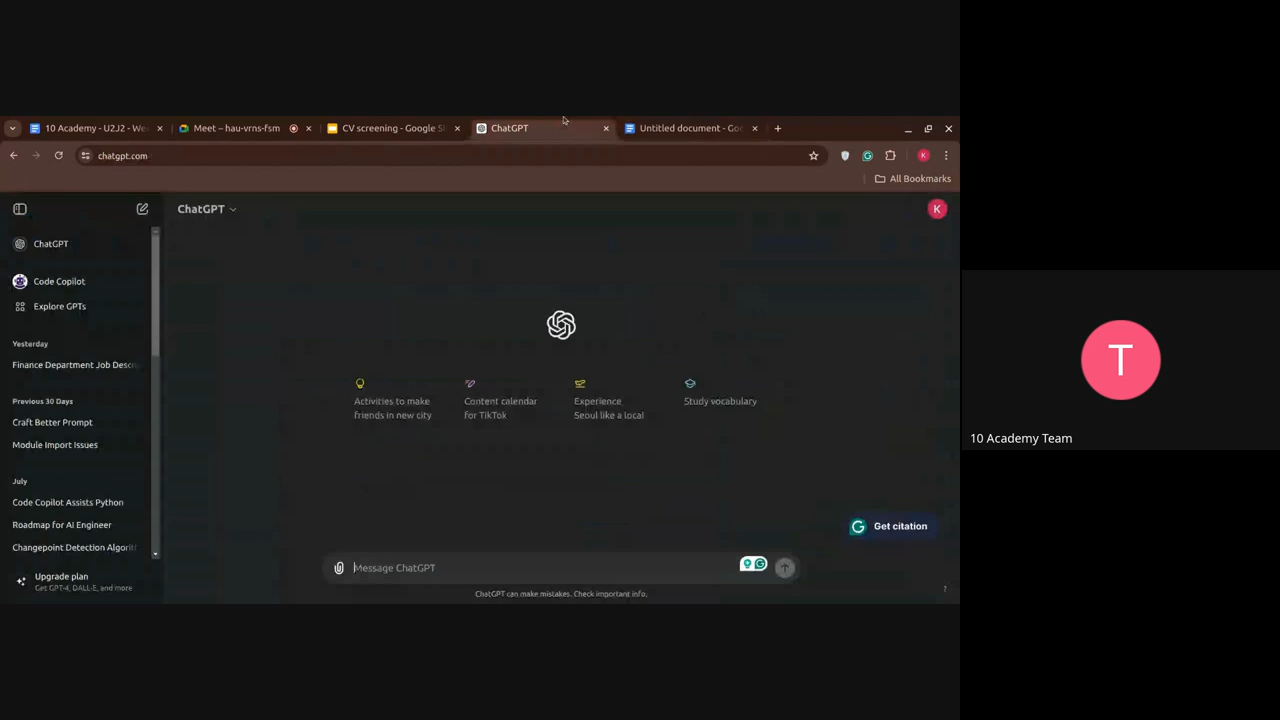 10 Academy - U2J2 - We
Meet – hau-vrns-fsm
CV screening - Google Sl
ChatGPT
Untitled document - Goo
chatgpt.com
K
All Bookmarks
ChatGPT
K
ChatGPT
Code Copilot
Explore GPTs
Yesterday
Finance Department Job Descri
Previous 30 Days
Craft Better Prompt
Module Import Issues
July
Code Copilot Assists Python
Roadmap for AI Engineer
Changepoint Detection Algorit
Upgrade plan
Get GPT-4, DALL-E, and more
Activities to make
friends in new city
Content calendar
for TikTok
Experience
Seoul like a local
Study vocabulary
Get citation
Message ChatGPT
ChatGPT can make mistakes. Check important info.
T
10 Academy Team